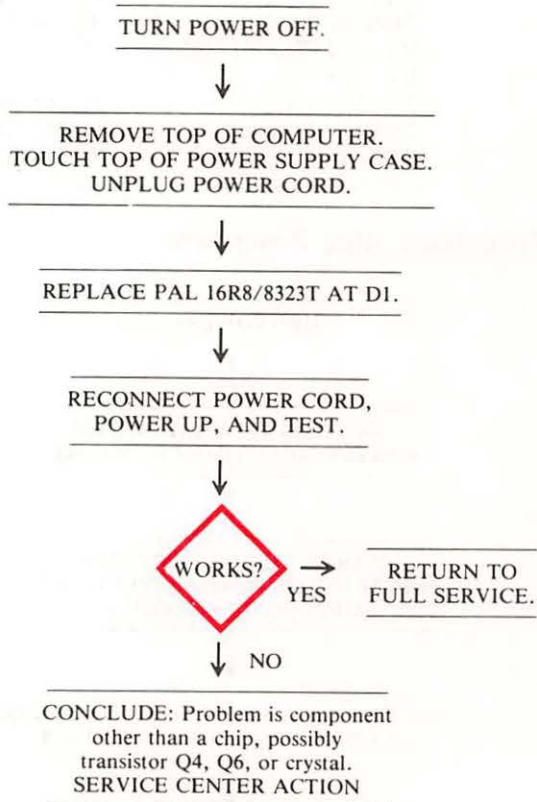 TURN POWER OFF.
REMOVE TOP OF COMPUTER.
TOUCH TOP OF POWER SUPPLY CASE.
UNPLUG POWER CORD.
REPLACE PAL 16R8/8323T AT D1.
RECONNECT POWER CORD,
POWER UP, AND TEST.
WORKS?
YES
RETURN TO
FULL SERVICE.
NO
CONCLUDE: Problem is component
other than a chip, possibly
transistor Q4, Q6, or crystal.
SERVICE CENTER ACTION